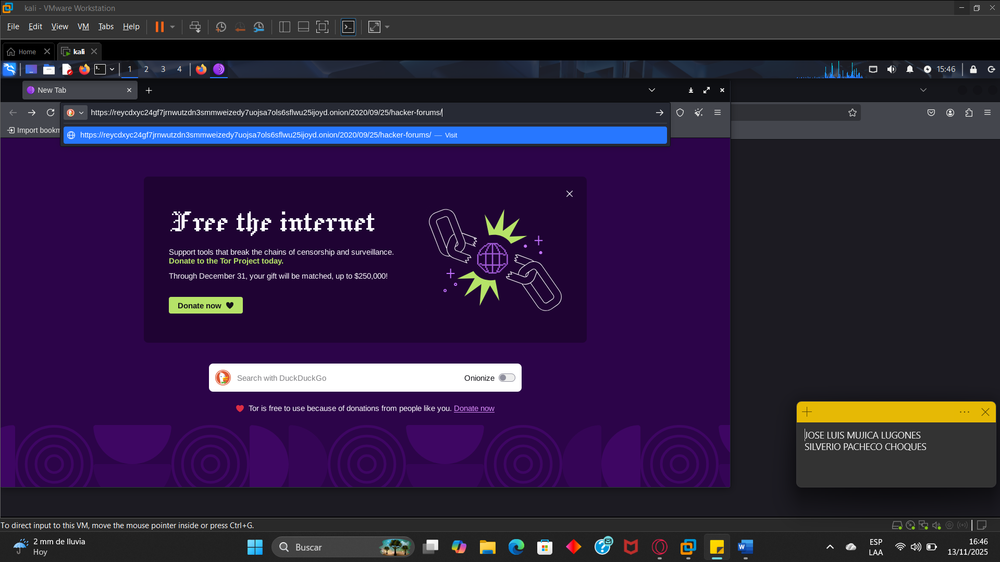 kali - VMware Workstation
File Edit View VM Tabs Help
Home kali
1 2 3 4 15:46
New Tab
https://reycdxyc24gf7jrnwutzdn3smmweizedy7uojsa7ols6sflwu25ijoyd.onion/2020/09/25/hacker-forums/
Import bookm
https://reycdxyc24gf7jrnwutzdn3smmweizedy7uojsa7ols6sflwu25ijoyd.onion/2020/09/25/hacker-forums/ — Visit
Free the internet
Support tools that break the chains of censorship and surveillance.
Donate to the Tor Project today.
Through December 31, your gift will be matched, up to $250,000!
Donate now
Search with DuckDuckGo Onionize
Tor is free to use because of donations from people like you. Donate now
JOSE LUIS MUJICA LUGONES
SILVERIO PACHECO CHOQUES
To direct input to this VM, move the mouse pointer inside or press Ctrl+G.
2 mm de lluvia
Hoy
Buscar
ESP
LAA
16:46
13/11/2025